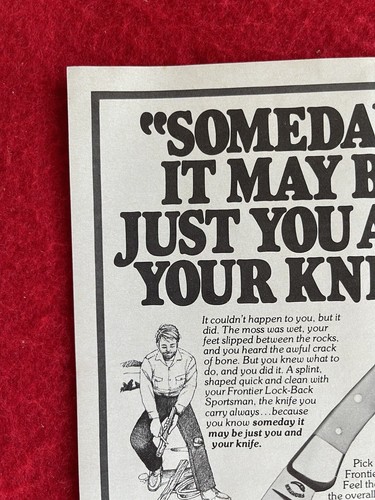 “SOMEDA
IT MAY B
JUST YOU A
YOUR KNI
It couldn't happen to you, but it
did. The moss was wet, your
feet slipped between the rocks,
and you heard the awful crack
of bone. But you knew what to
do, and you did it. A splint,
shaped quick and clean with
your Frontier Lock-Back
Sportsman, the knife you
carry always...because
you know someday it
may be just you and
your knife.
Pick
Frontie
Feel the
the overall